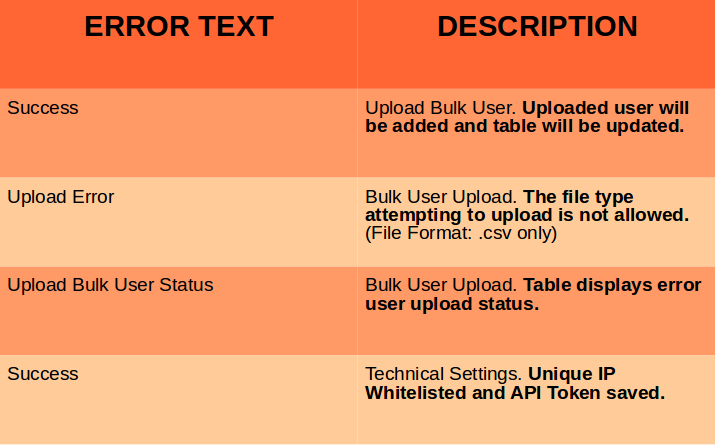 ERROR TEXT
DESCRIPTION
Success
Upload Bulk User. Uploaded user will
be added and table will be updated.
Upload Error
Bulk User Upload. The file type
attempting to upload is not allowed.
(File Format: .csv only)
Upload Bulk User Status
Bulk User Upload. Table displays error
user upload status.
Success
Technical Settings. Unique IP
Whitelisted and API Token saved.